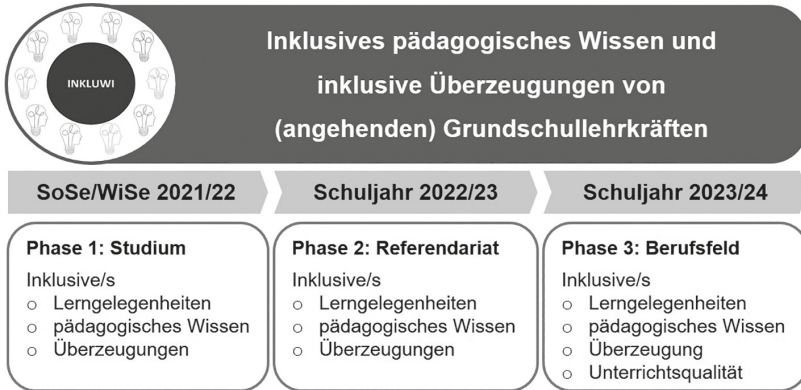 INKLUWI
Inklusives pädagogisches Wissen und
inklusive Überzeugungen von
(angehenden) Grundschullehrkräften
SoSe/WiSe 2021/22
Schuljahr 2022/23
Schuljahr 2023/24
Phase 1: Studium
Inklusive/s
o Lerngelegenheiten
o pädagogisches Wissen
o Überzeugungen
Phase 2: Referendariat
Inklusive/s
o Lerngelegenheiten
o pädagogisches Wissen
o Überzeugungen
Phase 3: Berufsfeld
Inklusive/s
o Lerngelegenheiten
o pädagogisches Wissen
o Überzeugung
o Unterrichtsqualität